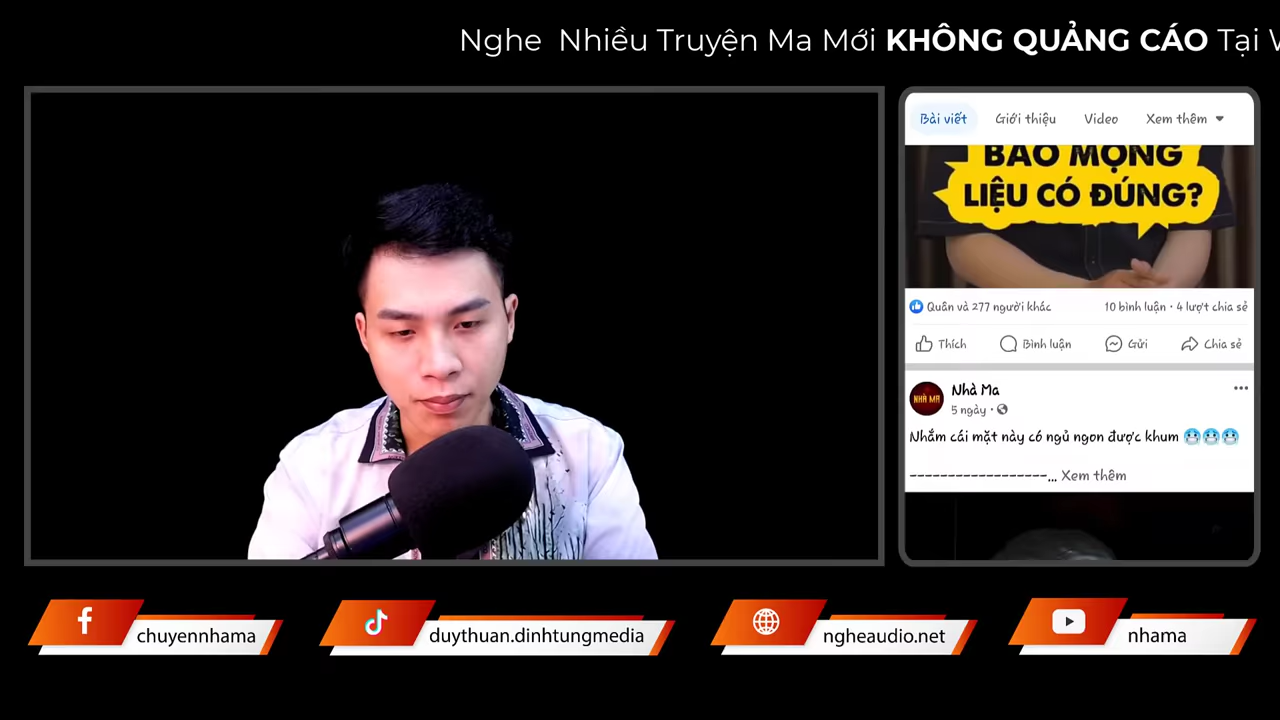 Nghe Nhiều Truyện Ma Mới KHÔNG QUẢNG CÁO Tại
Bài viết
Giới thiệu
Video
Xem thêm
BÁO MỘNG
LIỆU CÓ ĐÚNG?
Quân và 277 người khác
10 bình luận · 4 lượt chia sẻ
Thích
Bình luận
Gửi
Chia sẻ
NHÀ MA
Nhà Ma
5 ngày ·
Nhắm cái mặt này có ngủ ngon được khum 🥶🥶🥶
------------------... Xem thêm
chuyennhama
duythuan.dinhtungmedia
ngheaudio.net
nhama